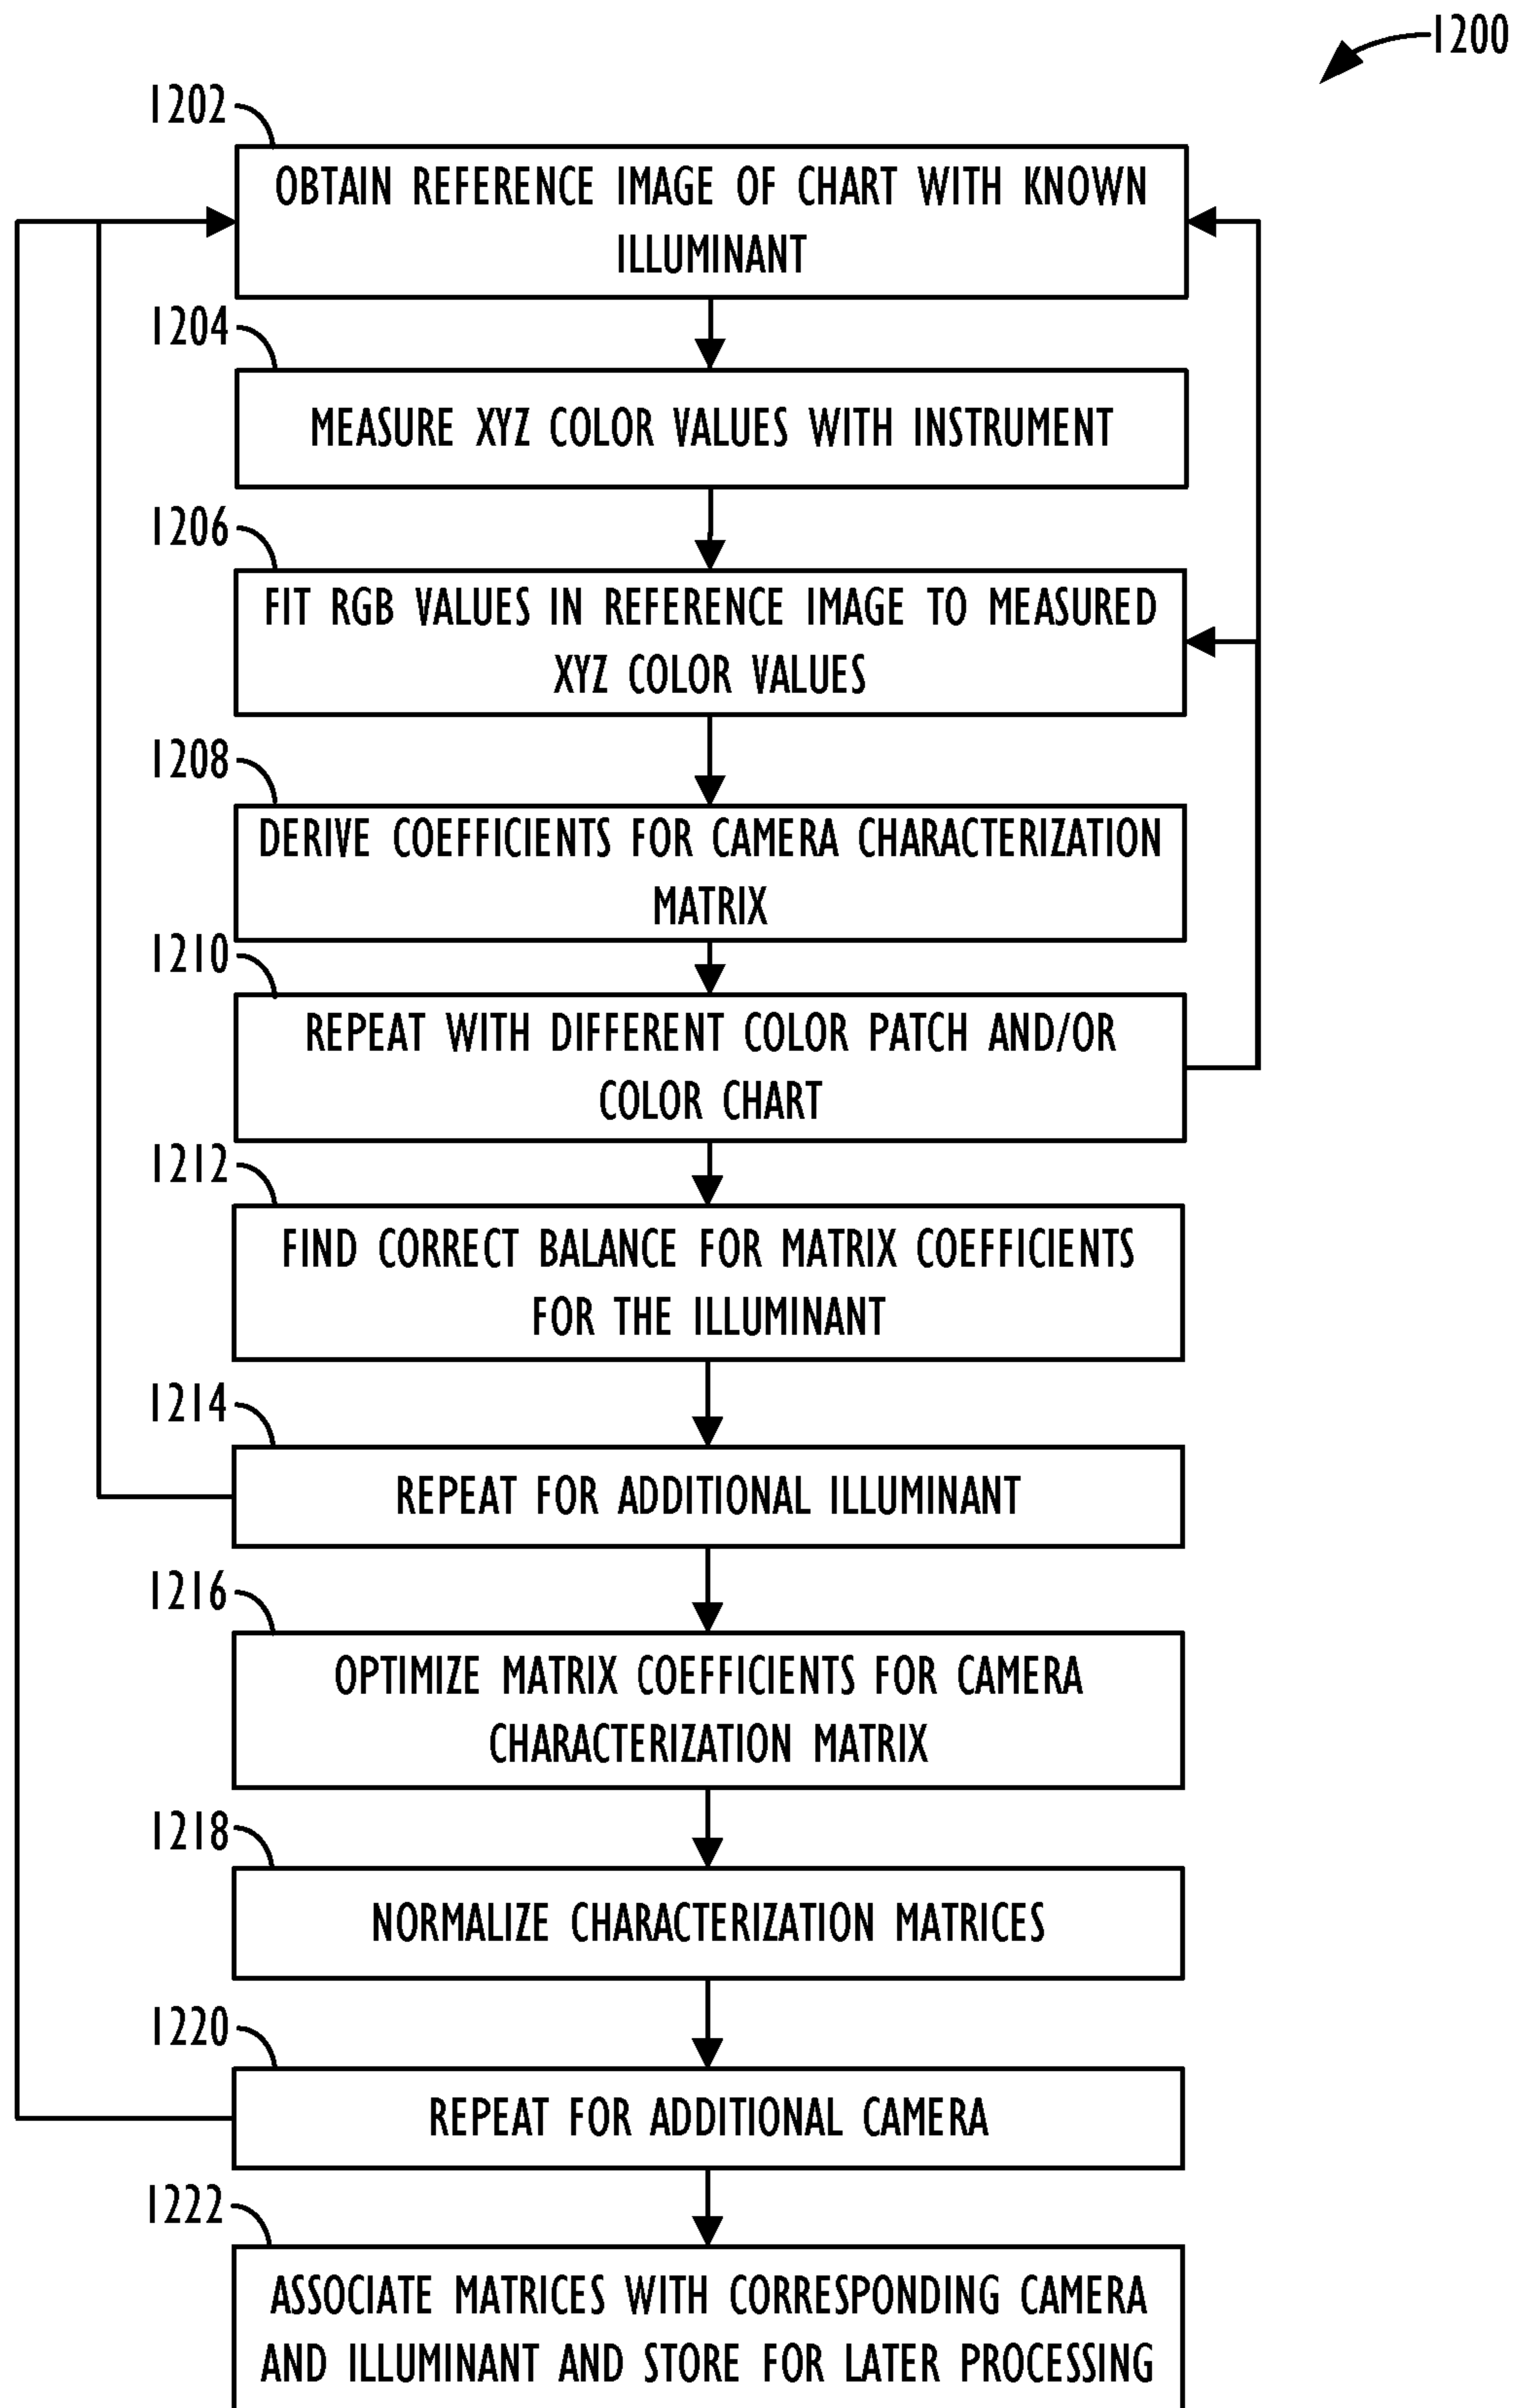 1200
1202
OBTAIN REFERENCE IMAGE OF CHART WITH KNOWN
ILLUMINANT
1204
MEASURE XYZ COLOR VALUES WITH INSTRUMENT
1206
FIT RGB VALUES IN REFERENCE IMAGE TO MEASURED
XYZ COLOR VALUES
1208
DERIVE COEFFICIENTS FOR CAMERA CHARACTERIZATION
MATRIX
1210
REPEAT WITH DIFFERENT COLOR PATCH AND/OR
COLOR CHART
1212
FIND CORRECT BALANCE FOR MATRIX COEFFICIENTS
FOR THE ILLUMINANT
1214
REPEAT FOR ADDITIONAL ILLUMINANT
1216
OPTIMIZE MATRIX COEFFICIENTS FOR CAMERA
CHARACTERIZATION MATRIX
1218
NORMALIZE CHARACTERIZATION MATRICES
1220
REPEAT FOR ADDITIONAL CAMERA
1222
ASSOCIATE MATRICES WITH CORRESPONDING CAMERA
AND ILLUMINANT AND STORE FOR LATER PROCESSING